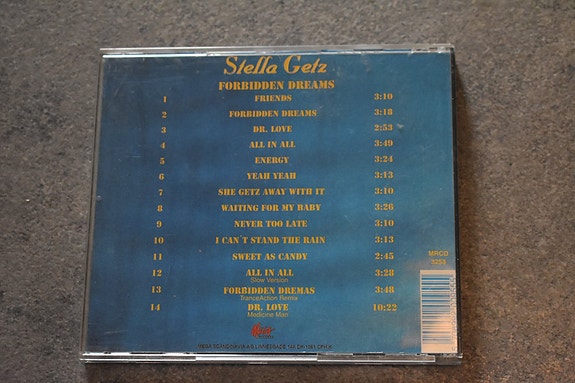 Stella Getz
FORBIDDEN DREAMS
1 FRIENDS 3:10
2 FORBIDDEN DREAMS 3:18
3 DR. LOVE 2:53
4 ALL IN ALL 3:49
5 ENERGY 3:24
6 YEAH YEAH 3:13
7 SHE GETZ AWAY WITH IT 3:10
8 WAITING FOR MY BABY 3:26
9 NEVER TOO LATE 3:10
10 I CAN`T STAND THE RAIN 3:13
11 SWEET AS CANDY 2:45
12 ALL IN ALL 3:28
Slow Version
13 FORBIDDEN DREMAS 3:48
TranceAction Remix
14 DR. LOVE 10:22
Medicine Man
MRCD
3253
MEGA SCANDINAVIA A/S